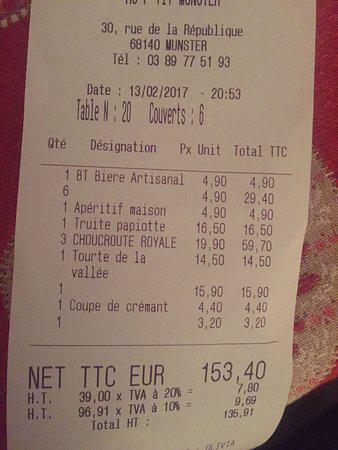 AU P'TIT MUNSTER
30, rue de la République
68140 MUNSTER
Tél : 03 89 77 51 93
Date : 13/02/2017 - 20:53
Table N : 20 Couverts : 6
Qté Désignation Px Unit Total TTC
1 BT Biere Artisanal 4,90 4,90
6 4,90 29,40
1 Apéritif maison 4,90 4,90
1 Truite papiotte 16,50 16,50
3 CHOUCROUTE ROYALE 19,90 59,70
1 Tourte de la 14,50 14,50
vallée
1 15,90 15,90
1 Coupe de crémant 4,40 4,40
1 3,20 3,20
NET TTC EUR 153,40
H.T. 39,00 x TVA à 20% = 7,80
H.T. 96,91 x TVA à 10% = 9,69
Total HT : 135,91
: OLIVIA